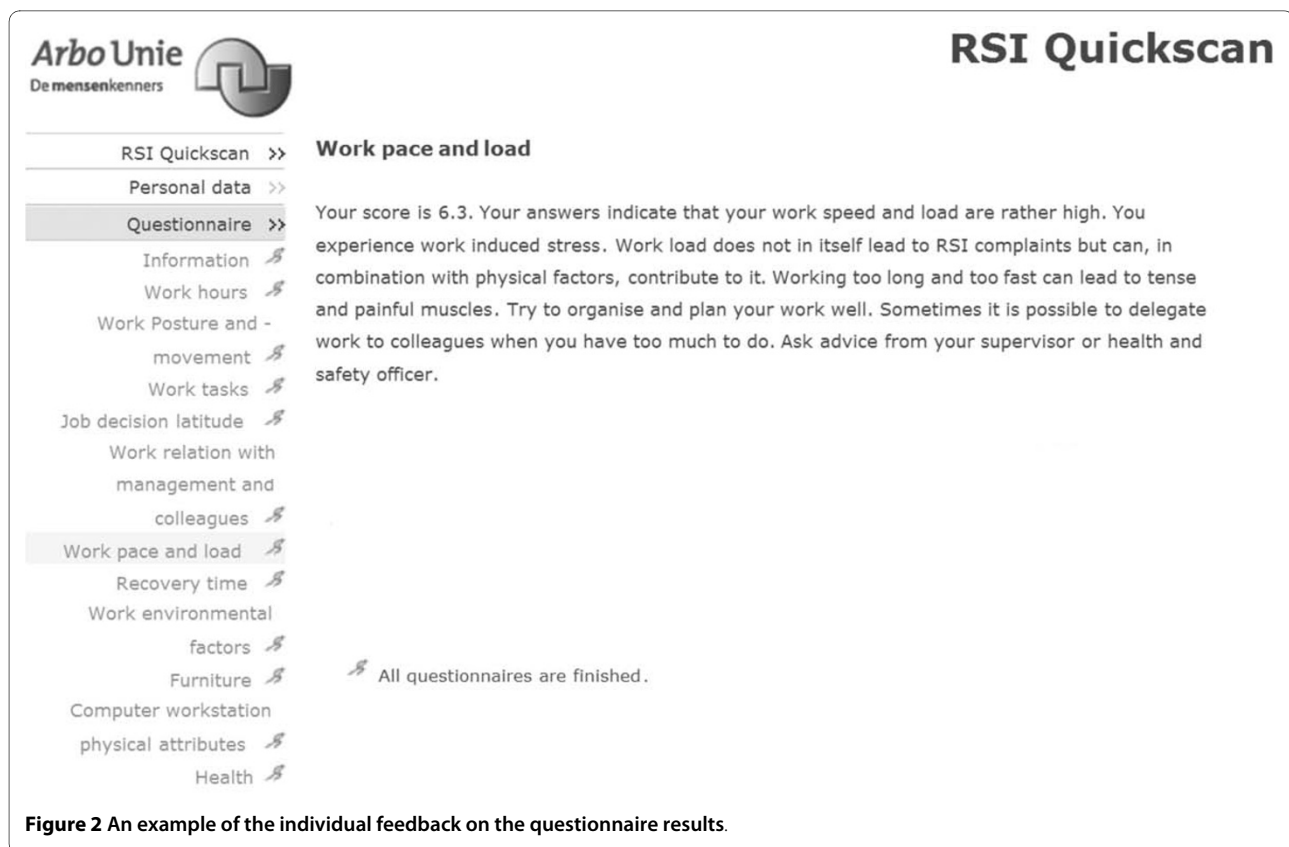 Arbo Unie
De mensenkenners
RSI Quickscan
RSI Quickscan >>
Personal data >>
Questionnaire >>
Information
Work hours
Work Posture and -
movement
Work tasks
Job decision latitude
Work relation with
management and
colleagues
Work pace and load
Recovery time
Work environmental
factors
Furniture
Computer workstation
physical attributes
Health
Work pace and load
Your score is 6.3. Your answers indicate that your work speed and load are rather high. You
experience work induced stress. Work load does not in itself lead to RSI complaints but can, in
combination with physical factors, contribute to it. Working too long and too fast can lead to tense
and painful muscles. Try to organise and plan your work well. Sometimes it is possible to delegate
work to colleagues when you have too much to do. Ask advice from your supervisor or health and
safety officer.
All questionnaires are finished.
Figure 2 An example of the individual feedback on the questionnaire results.